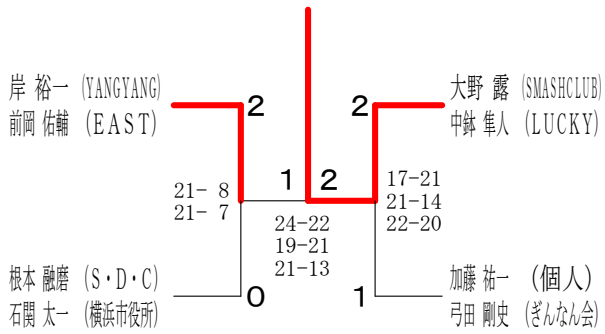 岸 裕一 (YANGYANG)
前岡 佑輔 (EAST)
2
2
大野 露 (SMASHCLUB)
中鉢 隼人 (LUCKY)
21- 8
21- 7
1
2
17-21
21-14
22-20
24-22
19-21
21-13
根本 融磨 (S・D・C)
石関 太一 (横浜市役所)
0
1
加藤 祐一 (個人)
弓田 剛史 (ぎんなん会)